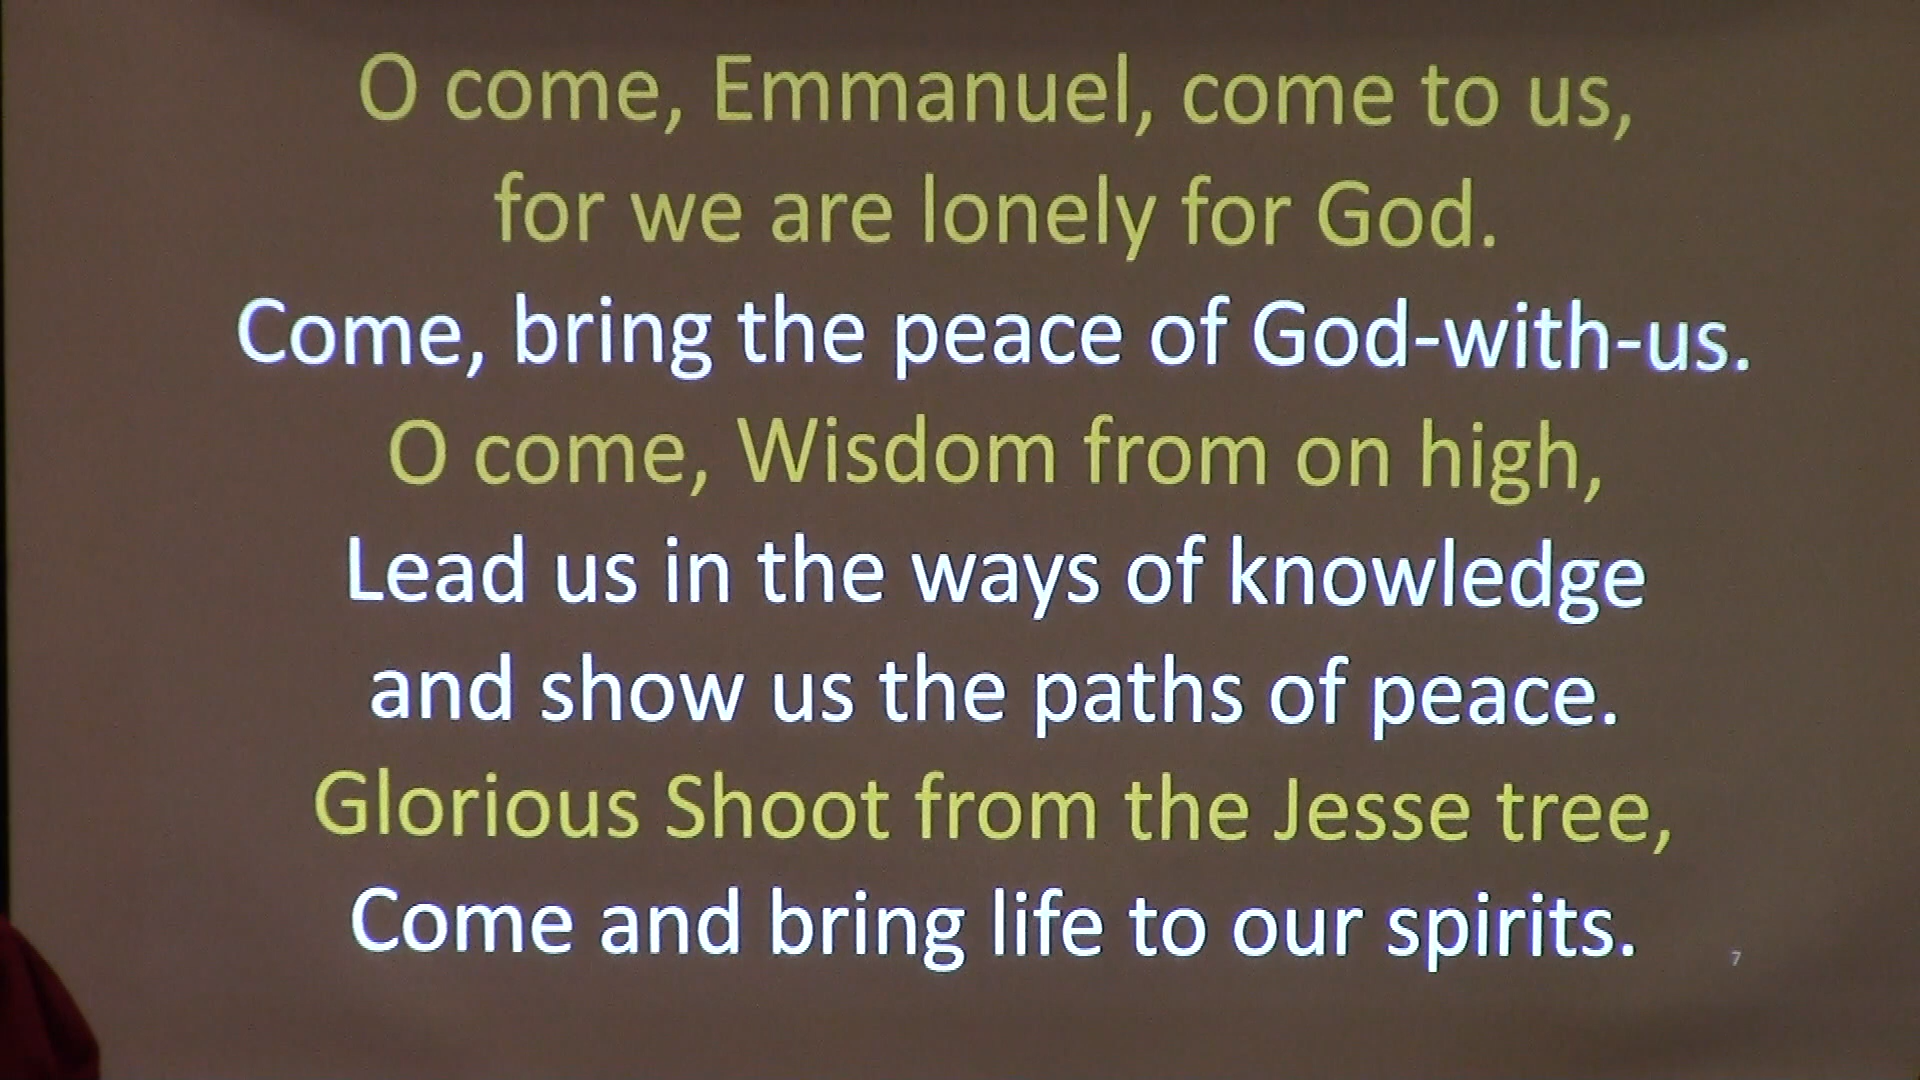 O come, Emmanuel, come to us,
for we are lonely for God.
Come, bring the peace of God-with-us.
O come, Wisdom from on high,
Lead us in the ways of knowledge
and show us the paths of peace.
Glorious Shoot from the Jesse tree,
Come and bring life to our spirits.
7